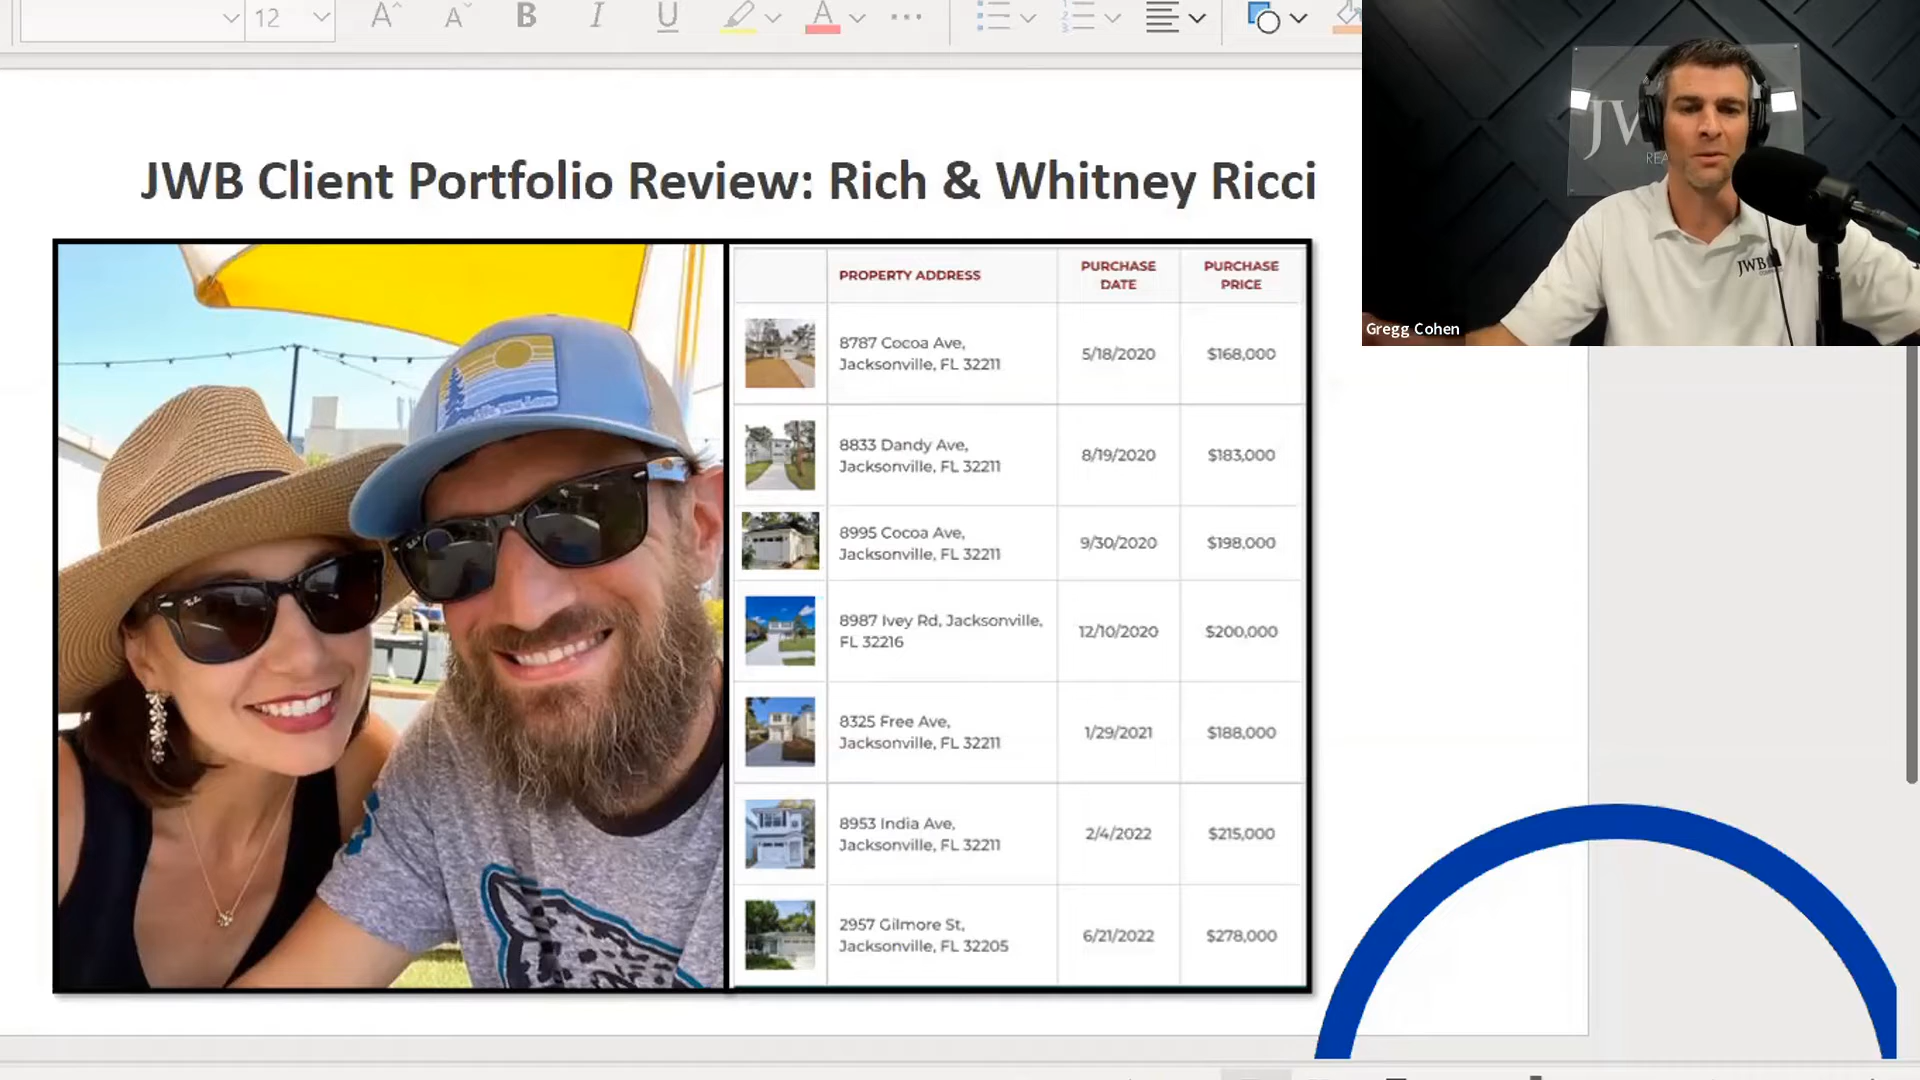 12
B I U A
JWB Client Portfolio Review: Rich & Whitney Ricci
PROPERTY ADDRESS
PURCHASE
DATE
PURCHASE
PRICE
8787 Cocoa Ave,
Jacksonville, FL 32211
5/18/2020
$168,000
8833 Dandy Ave,
Jacksonville, FL 32211
8/19/2020
$183,000
8995 Cocoa Ave,
Jacksonville, FL 32211
9/30/2020
$198,000
8987 Ivey Rd, Jacksonville,
FL 32216
12/10/2020
$200,000
8325 Free Ave,
Jacksonville, FL 32211
1/29/2021
$188,000
8953 India Ave,
Jacksonville, FL 32211
2/4/2022
$215,000
2957 Gilmore St,
Jacksonville, FL 32205
6/21/2022
$278,000
JWB
Gregg Cohen